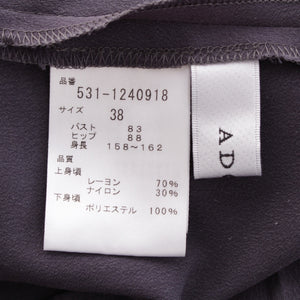 品番
531-1240918
サイズ
38
バスト 83
ヒップ 88
身長 158~162
品質
上身頃
レーヨン 70%
ナイロン 30%
下身頃
ポリエステル 100%